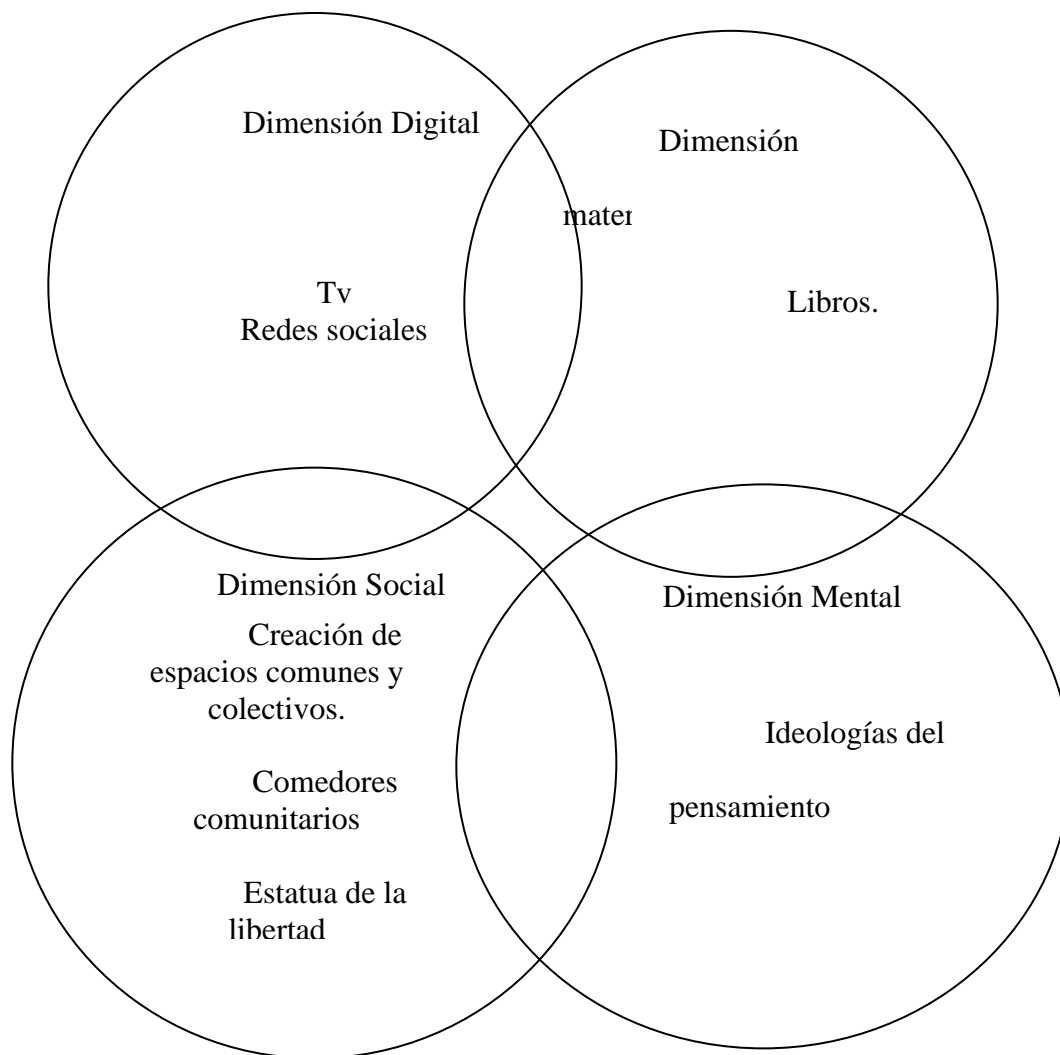 Dimensión Digital
Tv
Redes sociales
Dimensión
mater
Libros.
Dimensión Social
Creación de
espacios comunes y
colectivos.
Comedores
comunitarios
Estatua de la
libertad
Dimensión Mental
Ideologías del
pensamiento